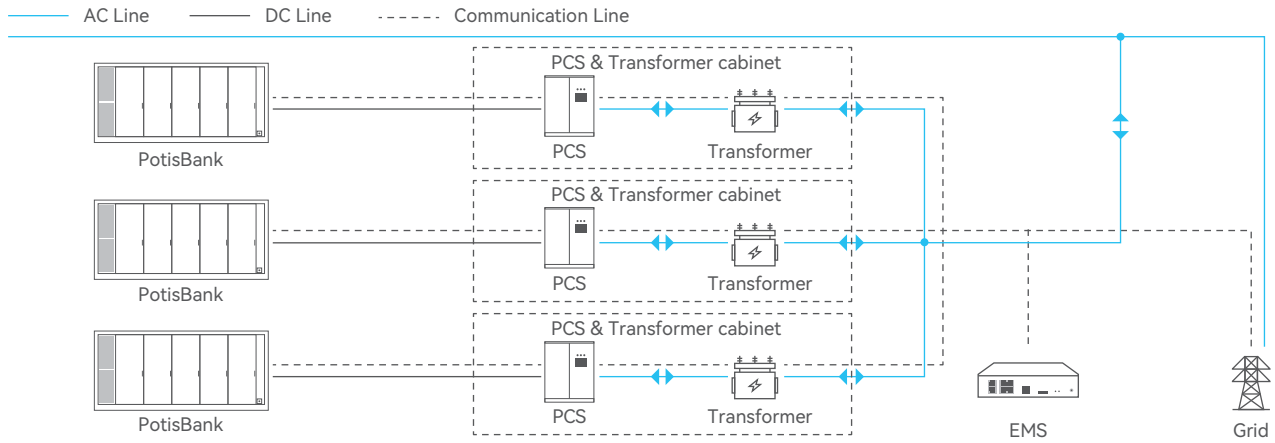 AC Line
DC Line
Communication Line
PCS & Transformer cabinet
PotisBank
PCS
Transformer
PCS & Transformer cabinet
PotisBank
PCS
Transformer
PCS & Transformer cabinet
PotisBank
PCS
Transformer
EMS
Grid